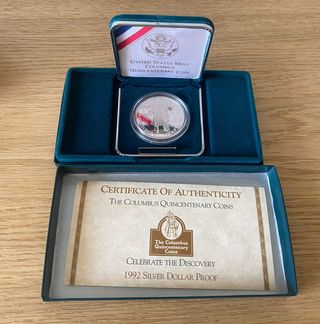 UNITED STATES MINT
COLUMBUS
QUINCENTENARY COIN
CERTIFICATE OF AUTHENTICITY
THE COLUMBUS QUINCENTENARY COINS
The Columbus
Quincentenary
Coins
CELEBRATE THE DISCOVERY
1992 SILVER DOLLAR PROOF